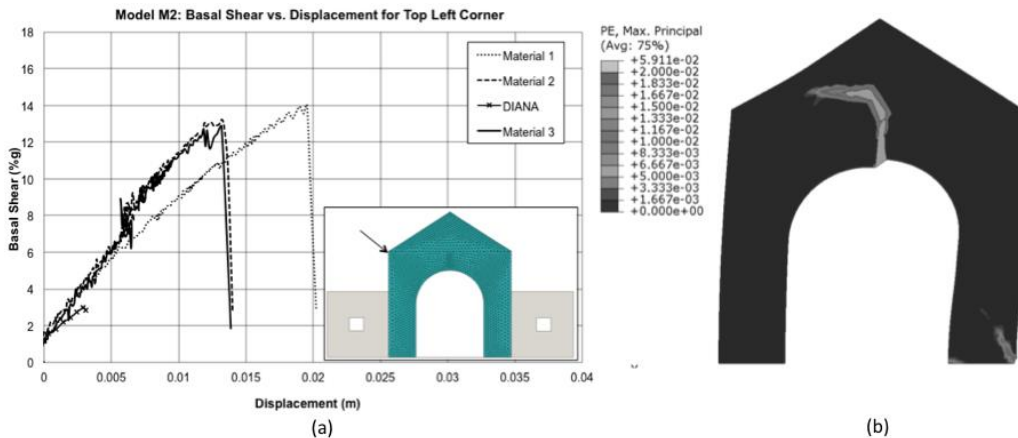 Model M2: Basal Shear vs. Displacement for Top Left Corner
18
16
14
12
10
8
6
4
2
0
Basal Shear (%g)
Material 1
Material 2
DIANA
Material 3
0
0.005
0.01
0.015
0.02
0.025
0.03
0.035
0.04
Displacement (m)
(a)
PE, Max. Principal
(Avg: 75%)
+5.911e-02
+2.000e-02
+1.833e-02
+1.667e-02
+1.500e-02
+1.333e-02
+1.167e-02
+1.000e-02
+8.333e-03
+6.667e-03
+5.000e-03
+3.333e-03
+1.667e-03
+0.000e+00
(b)